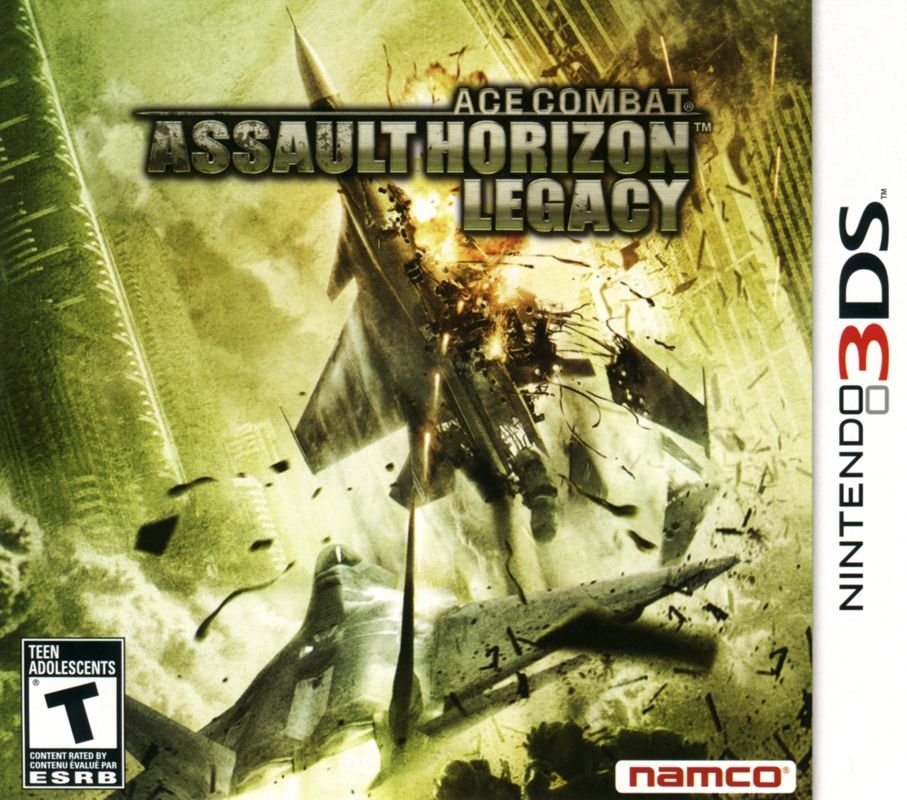 ACE COMBAT®
ASSAULT HORIZON™
LEGACY
NINTENDO 3DS™
TEEN
ADOLESCENTS
®
T
CONTENT RATED BY
CONTENU ÉVALUÉ PAR
ESRB
namco®